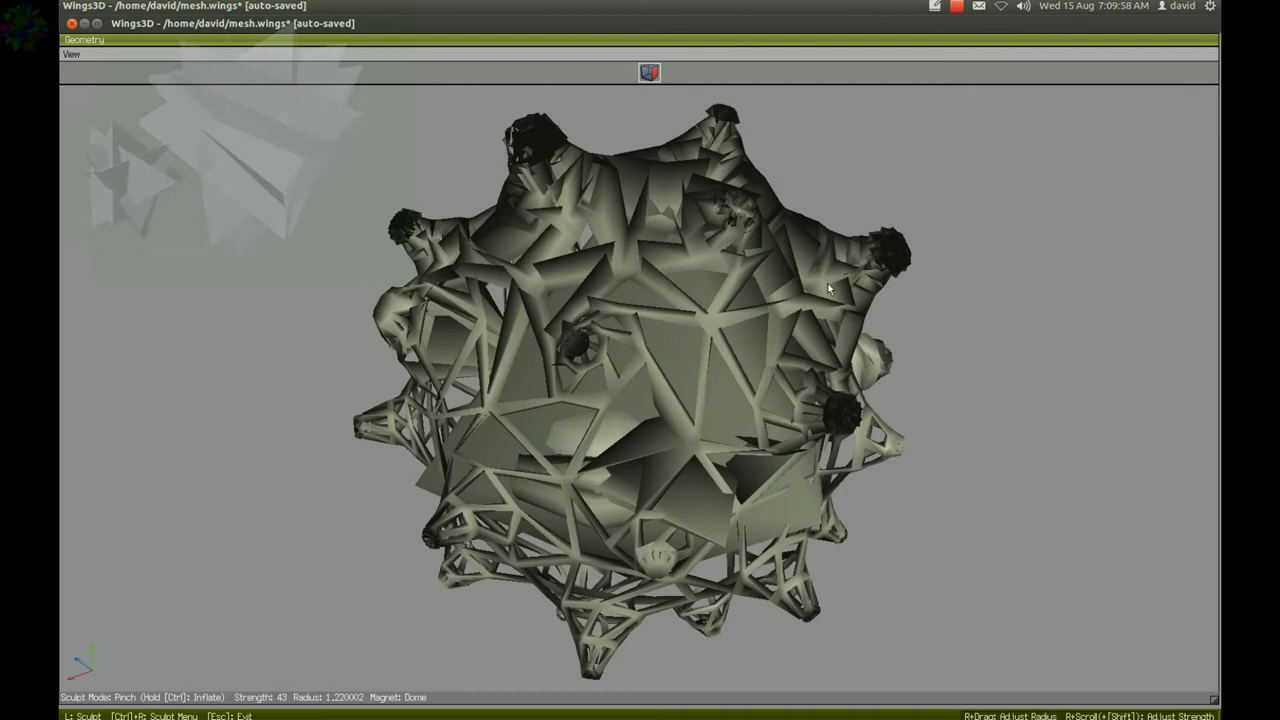 Wings3D - /home/david/mesh.wings* [auto-saved]
Wed 15 Aug 7:09:58 AM
david
Wings3D - /home/david/mesh.wings* [auto-saved]
Geometry
View
Sculpt Mode: Pinch (Hold [Ctrl]: Inflate) Strength: 43 Radius: 1.220002 Magnet: Dome
L: Sculpt [Ctrl]+R: Sculpt Menu [Esc]: Exit
R+Drag: Adjust Radius R+Scroll(+[Shift]): Adjust Strength